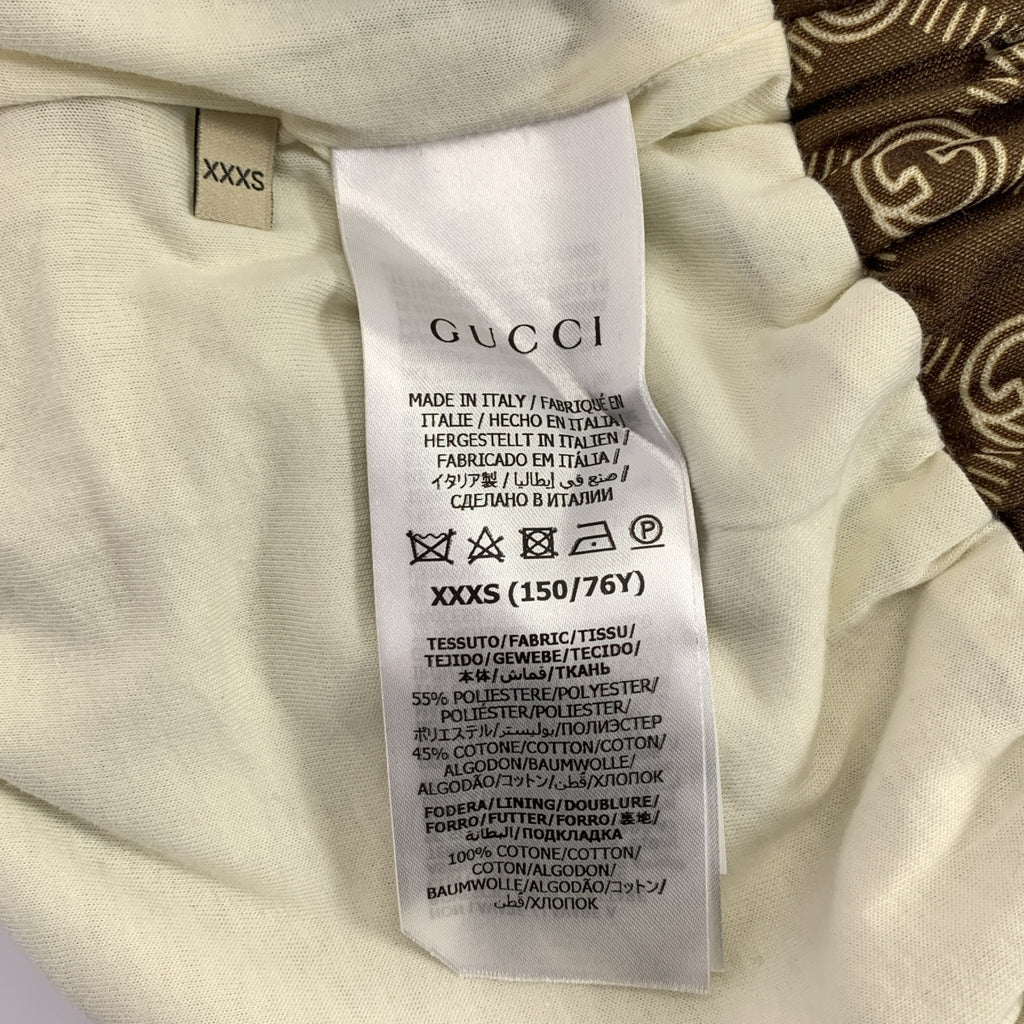 XXXS
GUCCI
MADE IN ITALY / FABRIQUÉ EN
ITALIE / HECHO EN ITALIA /
HERGESTELLT IN ITALIEN /
FABRICADO EM ITÁLIA /
イタリア製 / صنع في إيطاليا /
СДЕЛАНО В ИТАЛИИ
P
XXXS (150/76Y)
TESSUTO/FABRIC/TISSU/
TEJIDO/GEWEBE/TECIDO/
本体/قماش/ТКАНЬ
55% POLIESTERE/POLYESTER/
POLIÉSTER/POLIESTER/
ポリエステル/بوليستر/ПОЛИЭСТЕР
45% COTONE/COTTON/COTON/
ALGODON/BAUMWOLLE/
ALGODÃO/コットン/قطن/ХЛОПОК
FODERA/LINING/DOUBLURE/
FORRO/FUTTER/FORRO/裏地/
البطانة/ПОДКЛАДКА
100% COTONE/COTTON/
COTON/ALGODON/
BAUMWOLLE/ALGODÃO/コットン/
قطن/ХЛОПОК